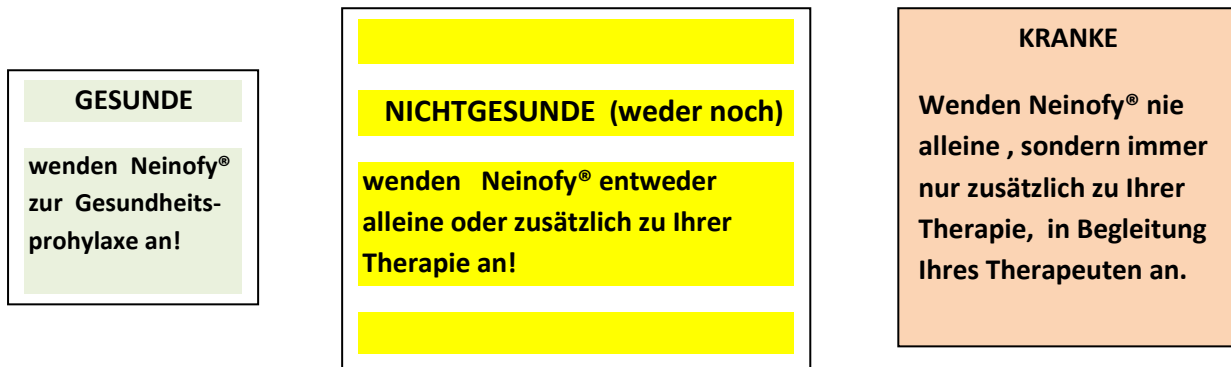 GESUNDE
wenden Neinofy®
zur Gesundheits-
prohylaxe an!
NICHTGESUNDE (weder noch)
wenden Neinofy® entweder
alleine oder zusätzlich zu Ihrer
Therapie an!
KRANKE
Wenden Neinofy® nie
alleine , sondern immer
nur zusätzlich zu Ihrer
Therapie, in Begleitung
Ihres Therapeuten an.